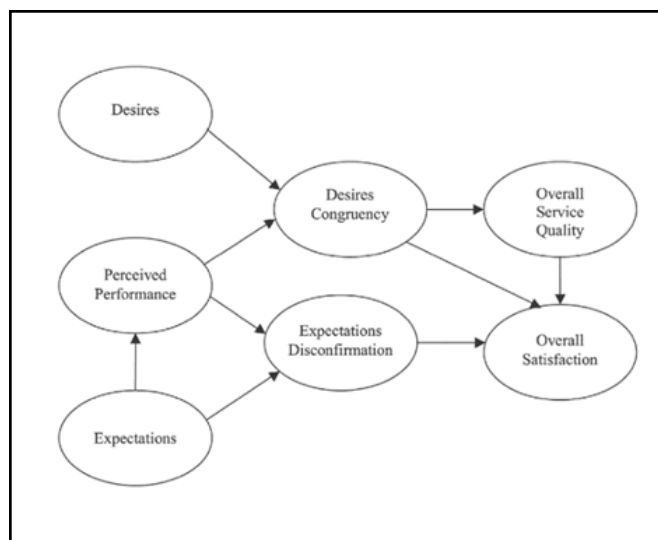 Desires
Desires
Congruency
Overall
Service
Quality
Perceived
Performance
Expectations
Disconfirmation
Overall
Satisfaction
Expectations